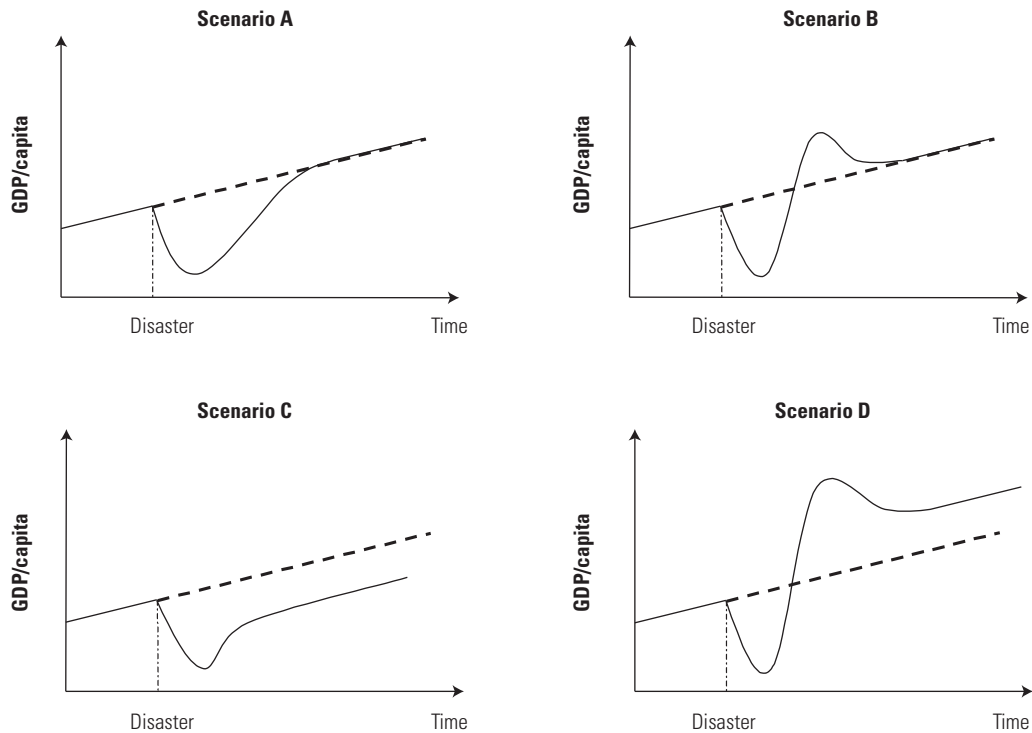 Scenario A
GDP/capita
Disaster
Time
Scenario B
GDP/capita
Disaster
Time
Scenario C
GDP/capita
Disaster
Time
Scenario D
GDP/capita
Disaster
Time